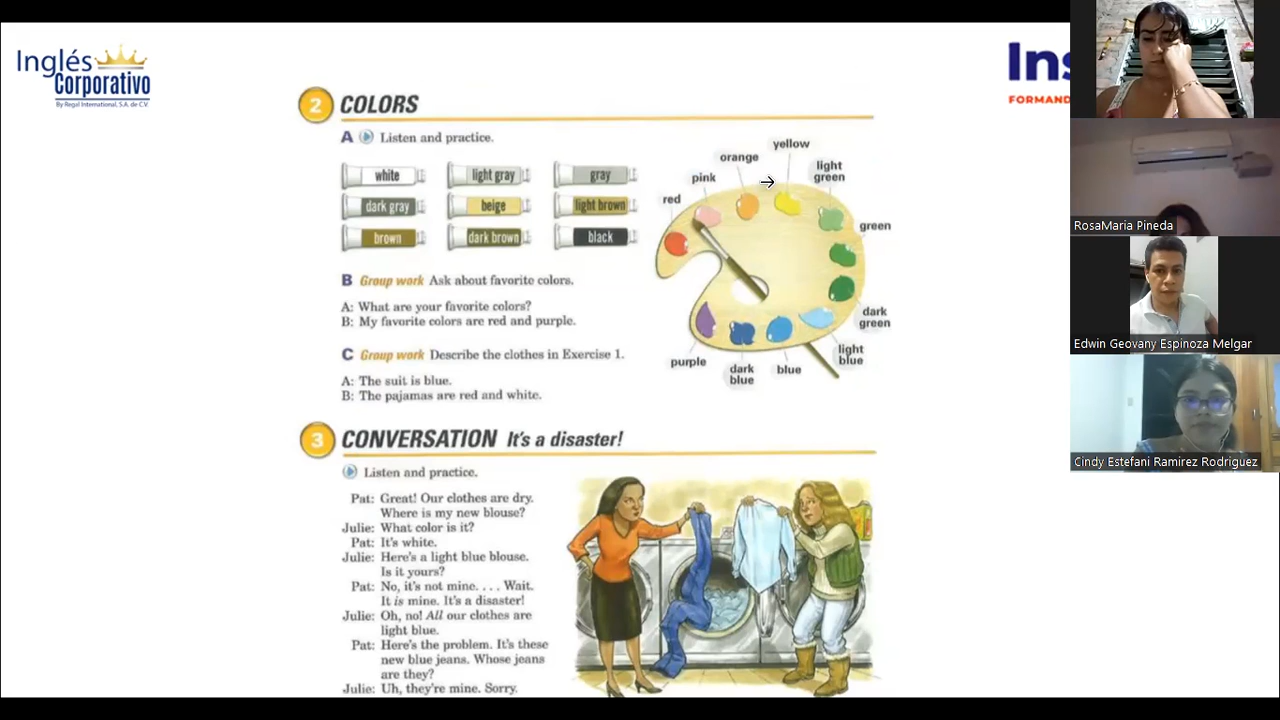 Inglés
Corporativo
By Regal International, S.A. de C.V.
Ins
FORMAND
2 COLORS
A Listen and practice.
white light gray gray
dark gray beige light brown
brown dark brown black
red
pink
orange
yellow
light
green
green
dark
green
light
blue
blue
dark
blue
purple
B Group work Ask about favorite colors.
A: What are your favorite colors?
B: My favorite colors are red and purple.
C Group work Describe the clothes in Exercise 1.
A: The suit is blue.
B: The pajamas are red and white.
3 CONVERSATION It's a disaster!
Listen and practice.
Pat: Great! Our clothes are dry.
Where is my new blouse?
Julie: What color is it?
Pat: It's white.
Julie: Here's a light blue blouse.
Is it yours?
Pat: No, it's not mine. . . . Wait.
It is mine. It's a disaster!
Julie: Oh, no! All our clothes are
light blue.
Pat: Here's the problem. It's these
new blue jeans. Whose jeans
are they?
Julie: Uh, they're mine. Sorry.
RosaMaria Pineda
Edwin Geovany Espinoza Melgar
Cindy Estefani Ramirez Rodriguez